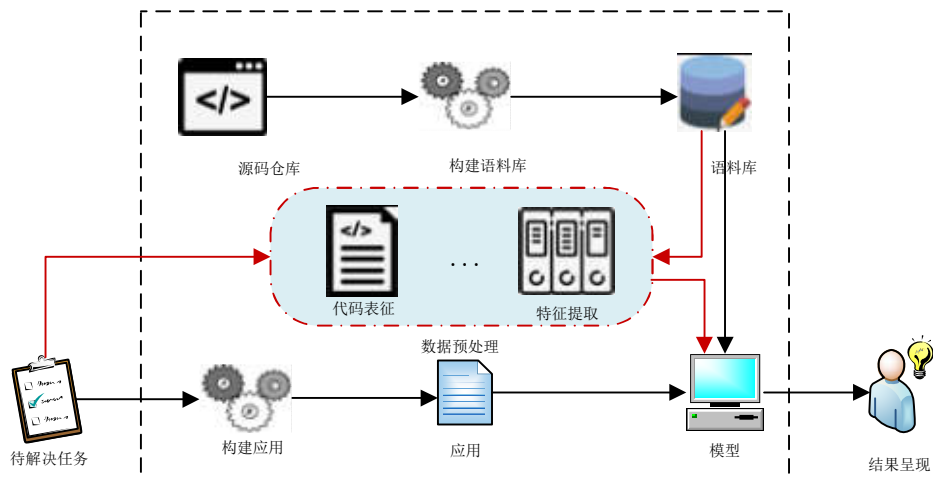 </>
源码仓库
构建语料库
语料库
</>
...
代码表征
特征提取
数据预处理
待解决任务
构建应用
应用
模型
结果呈现